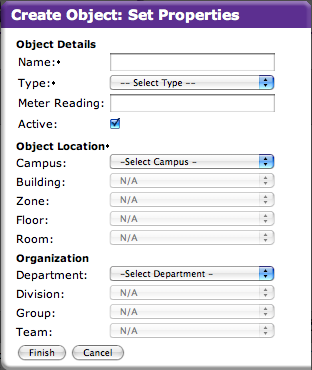 Create Object: Set Properties
Object Details
Name:•
Type:• -- Select Type --
Meter Reading:
Active:
Object Location•
Campus: -Select Campus -
Building: N/A
Zone: N/A
Floor: N/A
Room: N/A
Organization
Department: -Select Department -
Division: N/A
Group: N/A
Team: N/A
Finish Cancel